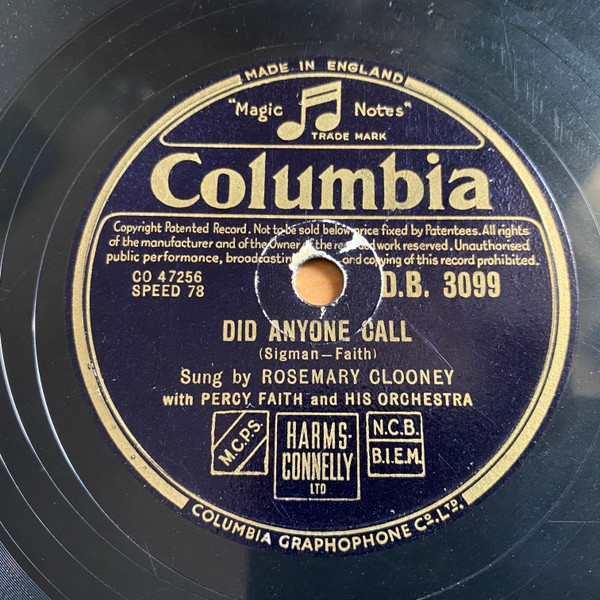 MADE IN ENGLAND
"Magic Notes"
TRADE MARK
Columbia
Copyright Patented Record. Not to be sold below price fixed by Patentees. All rights
of the manufacturer and of the Owner of the recorded work reserved. Unauthorised
public performance, broadcasting and copying of this record prohibited.
CO 47256
SPEED 78
D.B. 3099
DID ANYONE CALL
(Sigman-Faith)
Sung by ROSEMARY CLOONEY
with PERCY FAITH and HIS ORCHESTRA
M.C.P.S.
HARMS-
CONNELLY
LTD
N.C.B.
B.I.E.M.
COLUMBIA GRAPHOPHONE CO. LTD.